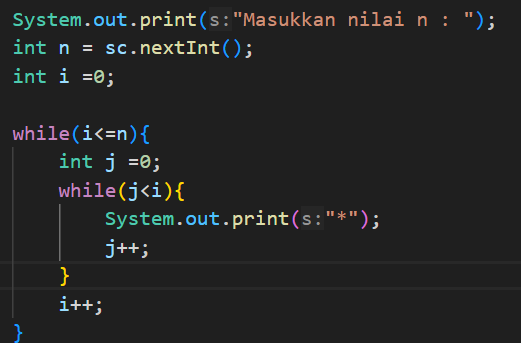 System.out.print(s:"Masukkan nilai n : ");
int n = sc.nextInt();
int i =0;

while(i<=n){
    int j =0;
    while(j<i){
        System.out.print(s:"*");
        j++;
    }
    i++;
}